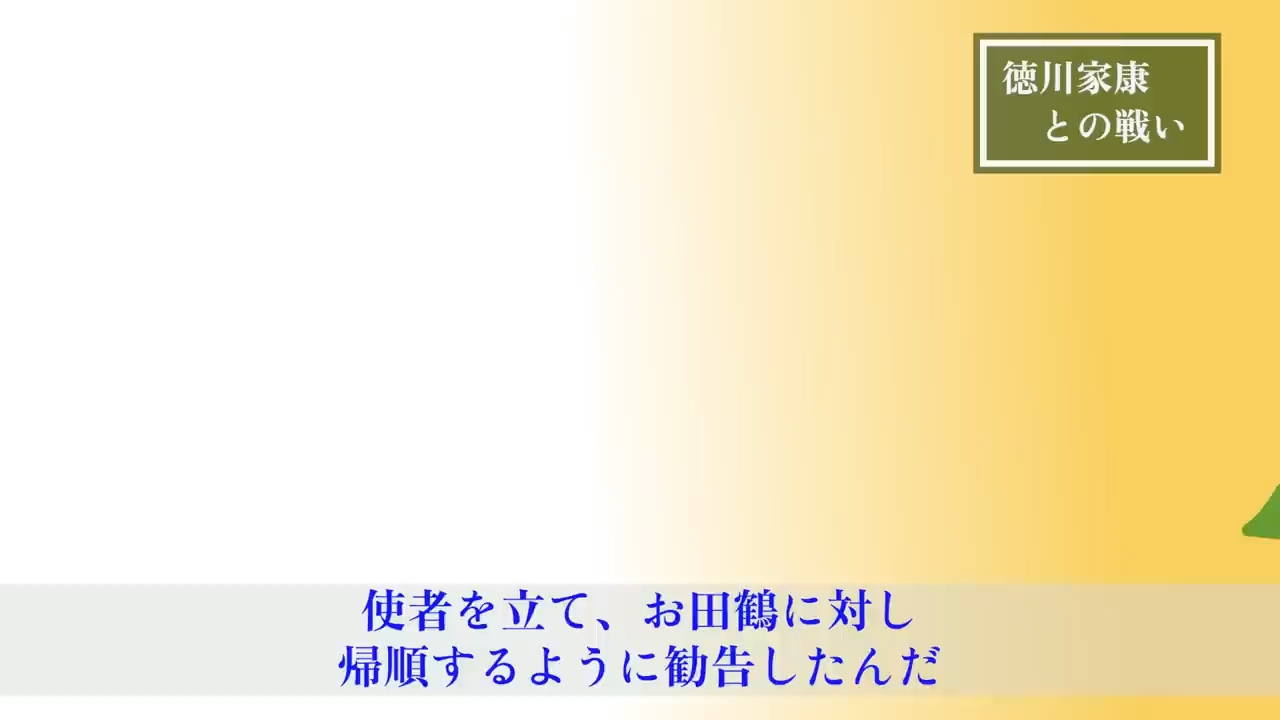 徳川家康
との戦い
使者を立て、お田鶴に対し
帰順するように勧告したんだ